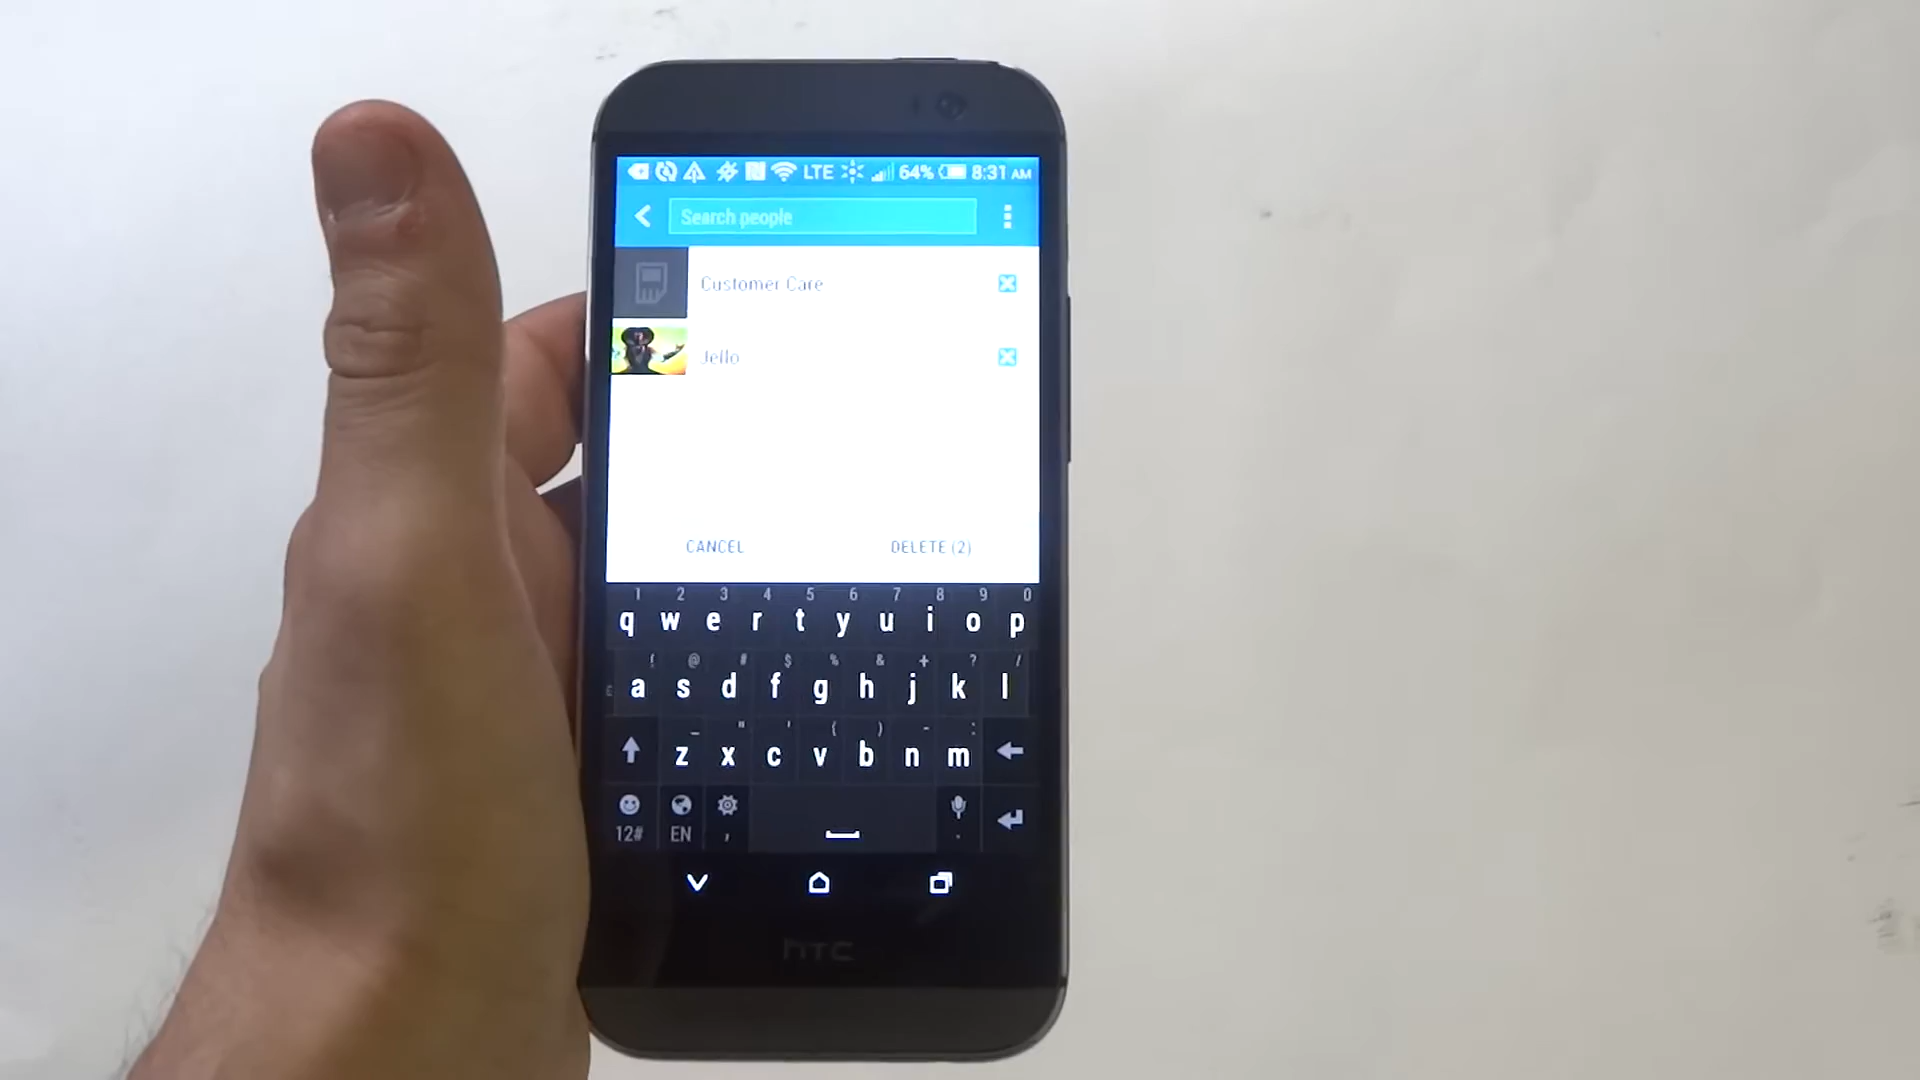 LTE 64% 8:31 AM
Search people
Customer Care
Jello
CANCEL DELETE (2)
1 2 3 4 5 6 7 8 9 0
q w e r t y u i o p
! @ # $ % & + ? /
a s d f g h j k l
_ " ' ( ) - :
z x c v b n m
12# EN , .
hTC